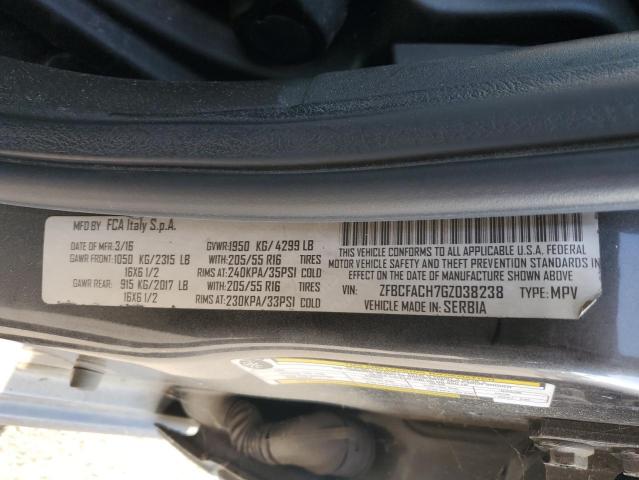 MFD BY FCA Italy S.p.A.
DATE OF MFR: 3/16 GVWR: 1950 KG/ 4299 LB
GAWR FRONT: 1050 KG/2315 LB WITH: 205/55 R16 TIRES
16X6 1/2 RIMS AT: 240KPA/35PSI
GAWR REAR: 915 KG/2017 LB WITH: 205/55 R16 TIRES
16X6 1/2 RIMS AT: 230KPA/33PSI
THIS VEHICLE CONFORMS TO ALL APPLICABLE U.S.A. FEDERAL
MOTOR VEHICLE SAFETY AND THEFT PREVENTION STANDARDS
IN EFFECT ON THE DATE OF MANUFACTURE SHOWN ABOVE.
VIN: ZFBCFACH7GZ038238 TYPE: MPV
VEHICLE MADE IN: SERBIA